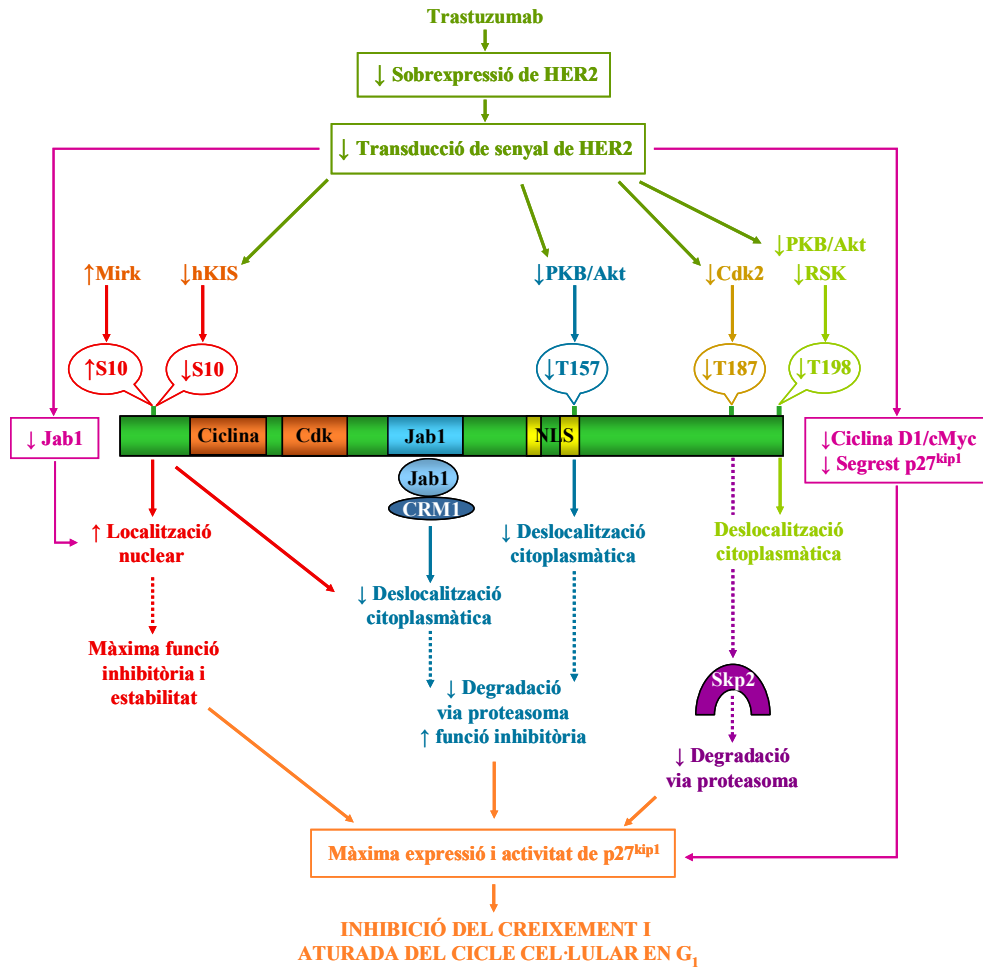 Trastuzumab
↓ Sobrexpressió de HER2
↓ Transducció de senyal de HER2
↓PKB/Akt
↑Mirk
↓hKIS
↓PKB/Akt
↓Cdk2
↓RSK
↑S10
↓S10
↓T157
↓T187
↓T198
↓ Jab1
Ciclina
Cdk
Jab1
NLS
↓Ciclina D1/cMyc
↓ Segrest p27kip1
Jab1
CRM1
↑ Localització
nuclear
↓ Deslocalització
citoplasmàtica
Deslocalització
citoplasmàtica
↓ Deslocalització
citoplasmàtica
Màxima funció
inhibitòria i
estabilitat
↓ Degradació
via proteasoma
↑ funció inhibitòria
Skp2
↓ Degradació
via proteasoma
Màxima expressió i activitat de p27kip1
INHIBICIÓ DEL CREIXEMENT I
ATURADA DEL CICLE CEL·LULAR EN G1